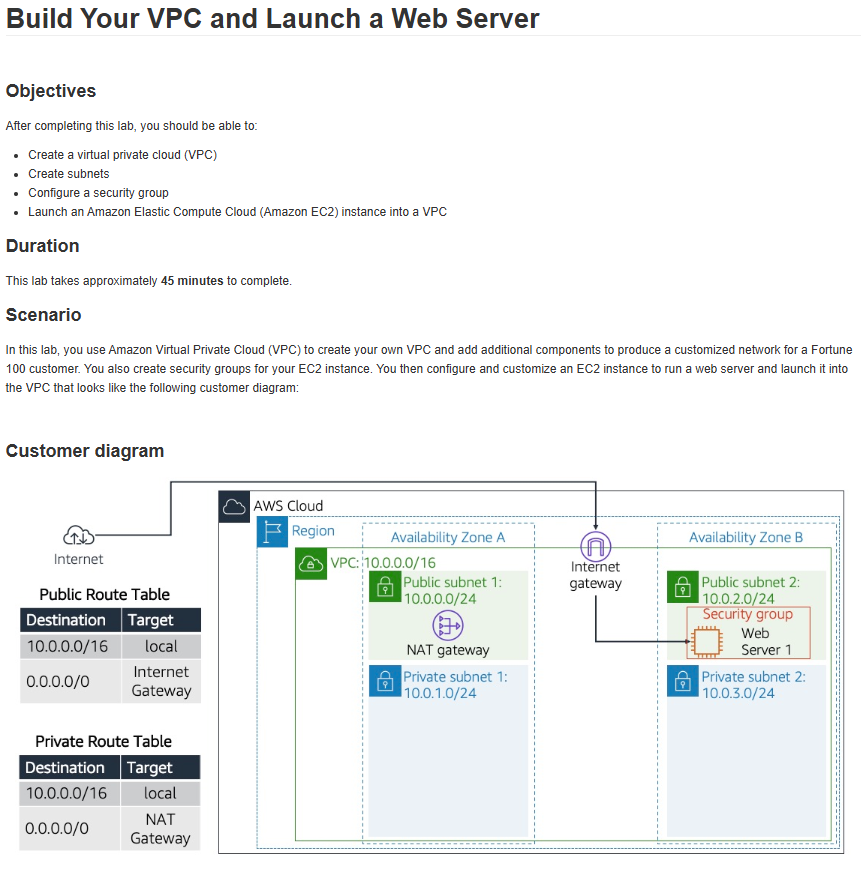 Build Your VPC and Launch a Web Server
Objectives
After completing this lab, you should be able to:
Create a virtual private cloud (VPC)
Create subnets
Configure a security group
Launch an Amazon Elastic Compute Cloud (Amazon EC2) instance into a VPC
Duration
This lab takes approximately 45 minutes to complete.
Scenario
In this lab, you use Amazon Virtual Private Cloud (VPC) to create your own VPC and add additional components to produce a customized network for a Fortune
100 customer. You also create security groups for your EC2 instance. You then configure and customize an EC2 instance to run a web server and launch it into
the VPC that looks like the following customer diagram:
Customer diagram
Internet
Public Route Table
Destination Target
10.0.0.0/16 local
0.0.0.0/0 Internet
Gateway
Private Route Table
Destination Target
10.0.0.0/16 local
0.0.0.0/0 NAT
Gateway
AWS Cloud
Region
Availability Zone A
VPC: 10.0.0.0/16
Public subnet 1:
10.0.0.0/24
NAT gateway
Private subnet 1:
10.0.1.0/24
Internet
gateway
Availability Zone B
Public subnet 2:
10.0.2.0/24
Security group
Web
Server 1
Private subnet 2:
10.0.3.0/24